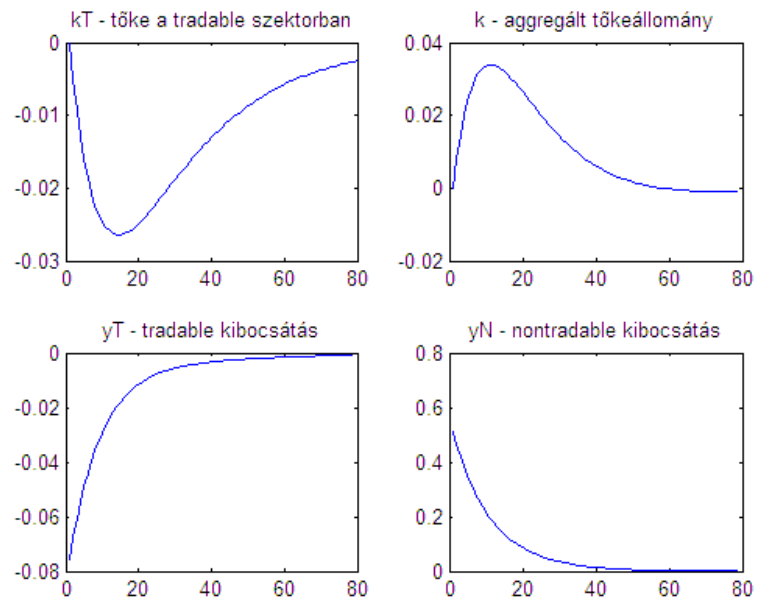 kT - tőke a tradable szektorban
0
-0.01
-0.02
-0.03
0 20 40 60 80
k - aggregált tőkeállomány
0.04
0.02
0
-0.02
0 20 40 60 80
yT - tradable kibocsátás
0
-0.02
-0.04
-0.06
-0.08
0 20 40 60 80
yN - nontradable kibocsátás
0.8
0.6
0.4
0.2
0
0 20 40 60 80